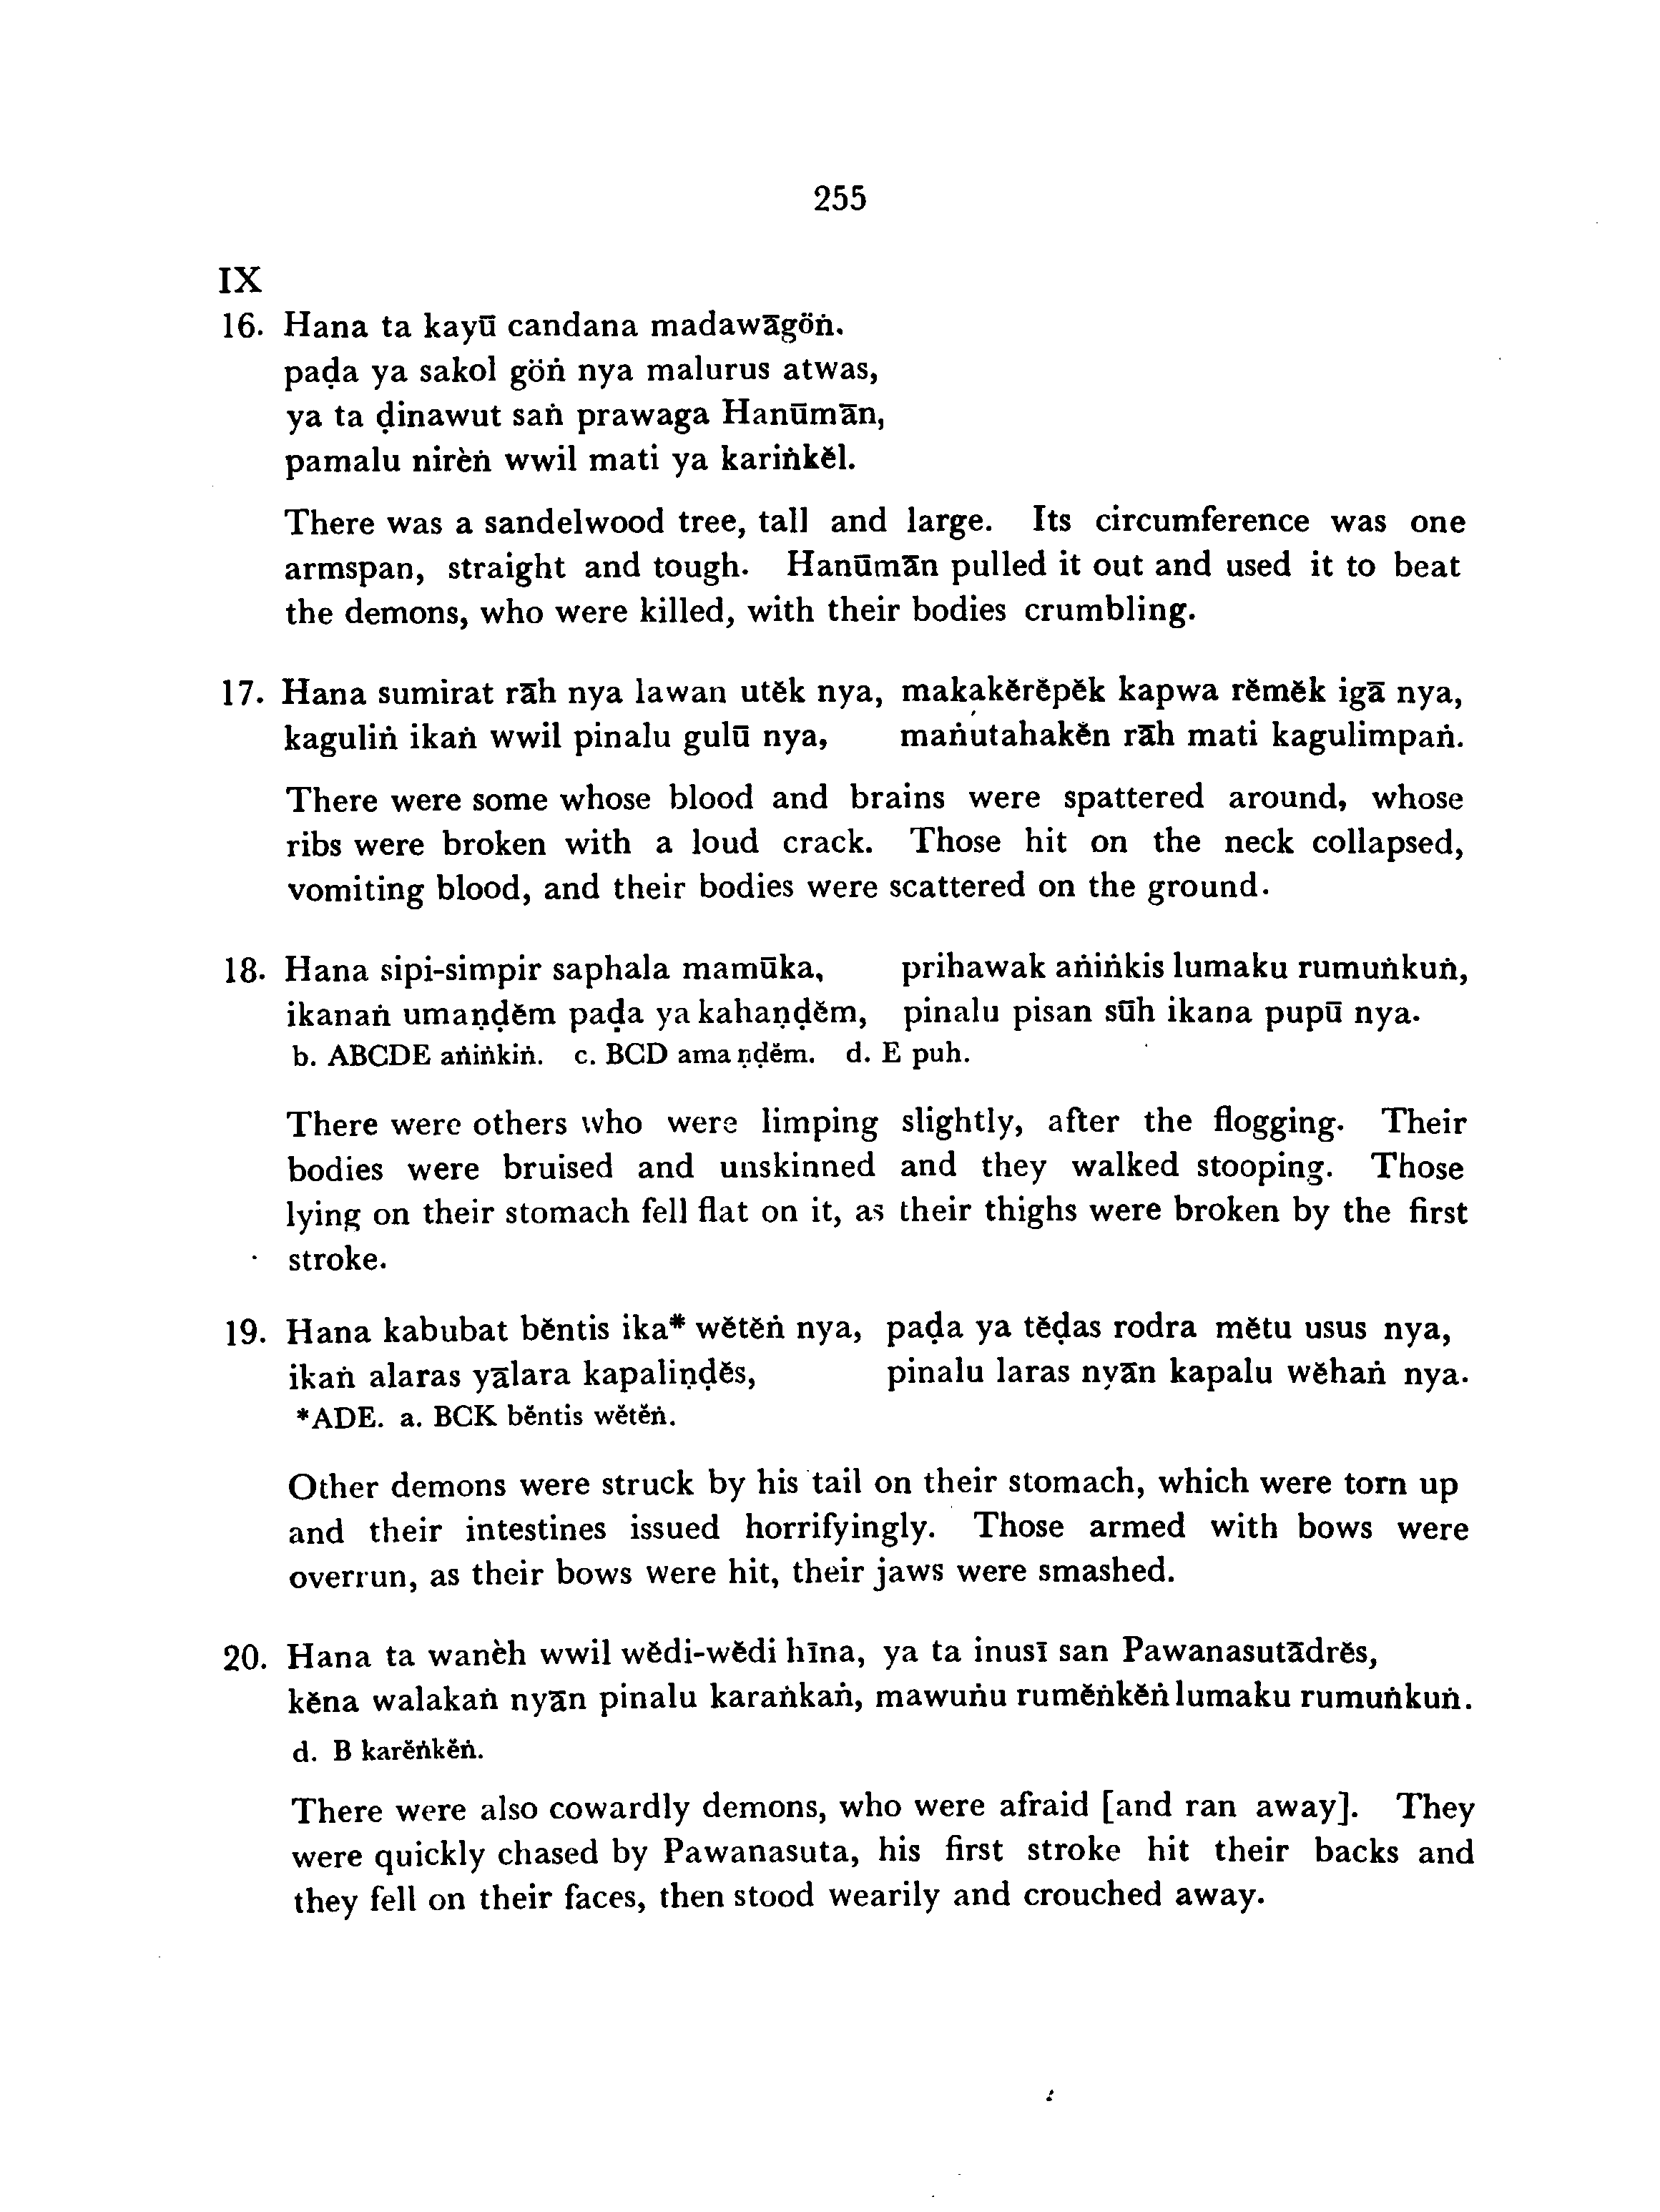 255
IX
16. Hana ta kayū candana madawāgöṅ.
paḍa ya sakol göṅ nya malurus atwas,
ya ta ḍinawut saṅ prawaga Hanūmān,
pamalu nirèṅ wwil mati ya kariṅkĕl.
There was a sandelwood tree, tall and large. Its circumference was one
armspan, straight and tough. Hanūmān pulled it out and used it to beat
the demons, who were killed, with their bodies crumbling.
17. Hana sumirat rāh nya lawan utĕk nya, makakĕrĕpĕk kapwa rĕmĕk igā nya,
kaguliṅ ikaṅ wwil pinalu gulū nya, maṅutahakĕn rāh mati kagulimpaṅ.
There were some whose blood and brains were spattered around, whose
ribs were broken with a loud crack. Those hit on the neck collapsed,
vomiting blood, and their bodies were scattered on the ground.
18. Hana sipi-simpir saphala mamūka, prihawak aṅiṅkis lumaku rumuṅkuṅ,
ikanaṅ umaṇḍĕm paḍa ya kahaṇḍĕm, pinalu pisan sūh ikana pupū nya.
b. ABCDE aṅiṅkiṅ. c. BCD amaṇḍĕm. d. E puh.
There were others who were limping slightly, after the flogging. Their
bodies were bruised and unskinned and they walked stooping. Those
lying on their stomach fell flat on it, as their thighs were broken by the first
stroke.
19. Hana kabubat bĕntis ika* wĕtĕṅ nya, paḍa ya tĕḍas rodra mĕtu usus nya,
ikaṅ alaras yālara kapaliṇḍĕs, pinalu laras nyān kapalu wĕhaṅ nya.
*ADE. a. BCK bĕntis wĕtĕṅ.
Other demons were struck by his tail on their stomach, which were torn up
and their intestines issued horrifyingly. Those armed with bows were
overrun, as their bows were hit, their jaws were smashed.
20. Hana ta wanèh wwil wĕdi-wĕdi hīna, ya ta inusī san Pawanasutādrĕs,
kĕna walakaṅ nyān pinalu karaṅkaṅ, mawuṅu rumĕṅkĕṅ lumaku rumuṅkuṅ.
d. B karĕṅkĕṅ.
There were also cowardly demons, who were afraid [and ran away]. They
were quickly chased by Pawanasuta, his first stroke hit their backs and
they fell on their faces, then stood wearily and crouched away.